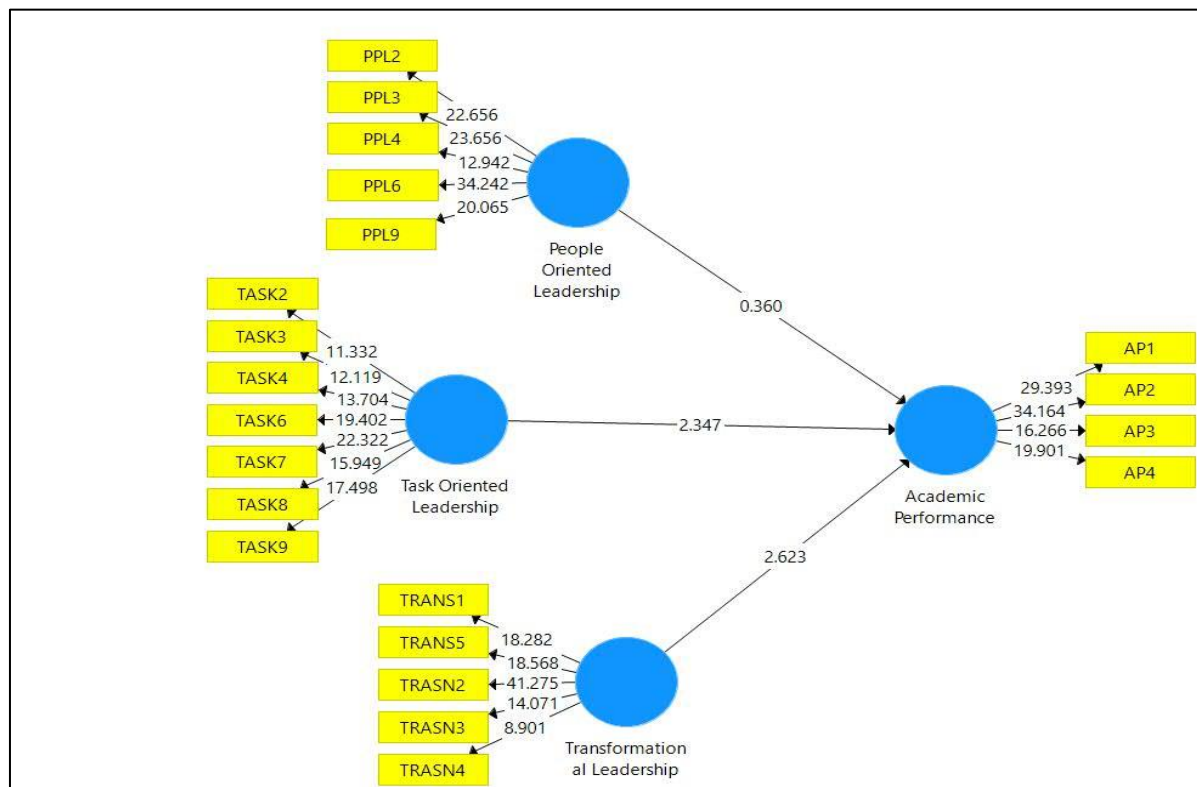 PPL2
PPL3
PPL4
PPL6
PPL9
22.656
23.656
12.942
34.242
20.065
People
Oriented
Leadership
0.360
TASK2
TASK3
TASK4
TASK6
TASK7
TASK8
TASK9
11.332
12.119
13.704
19.402
22.322
15.949
17.498
Task Oriented
Leadership
2.347
AP1
AP2
AP3
AP4
29.393
34.164
16.266
19.901
Academic
Performance
2.623
TRANS1
TRANS5
TRASN2
TRASN3
TRASN4
18.282
18.568
41.275
14.071
8.901
Transformation
al Leadership